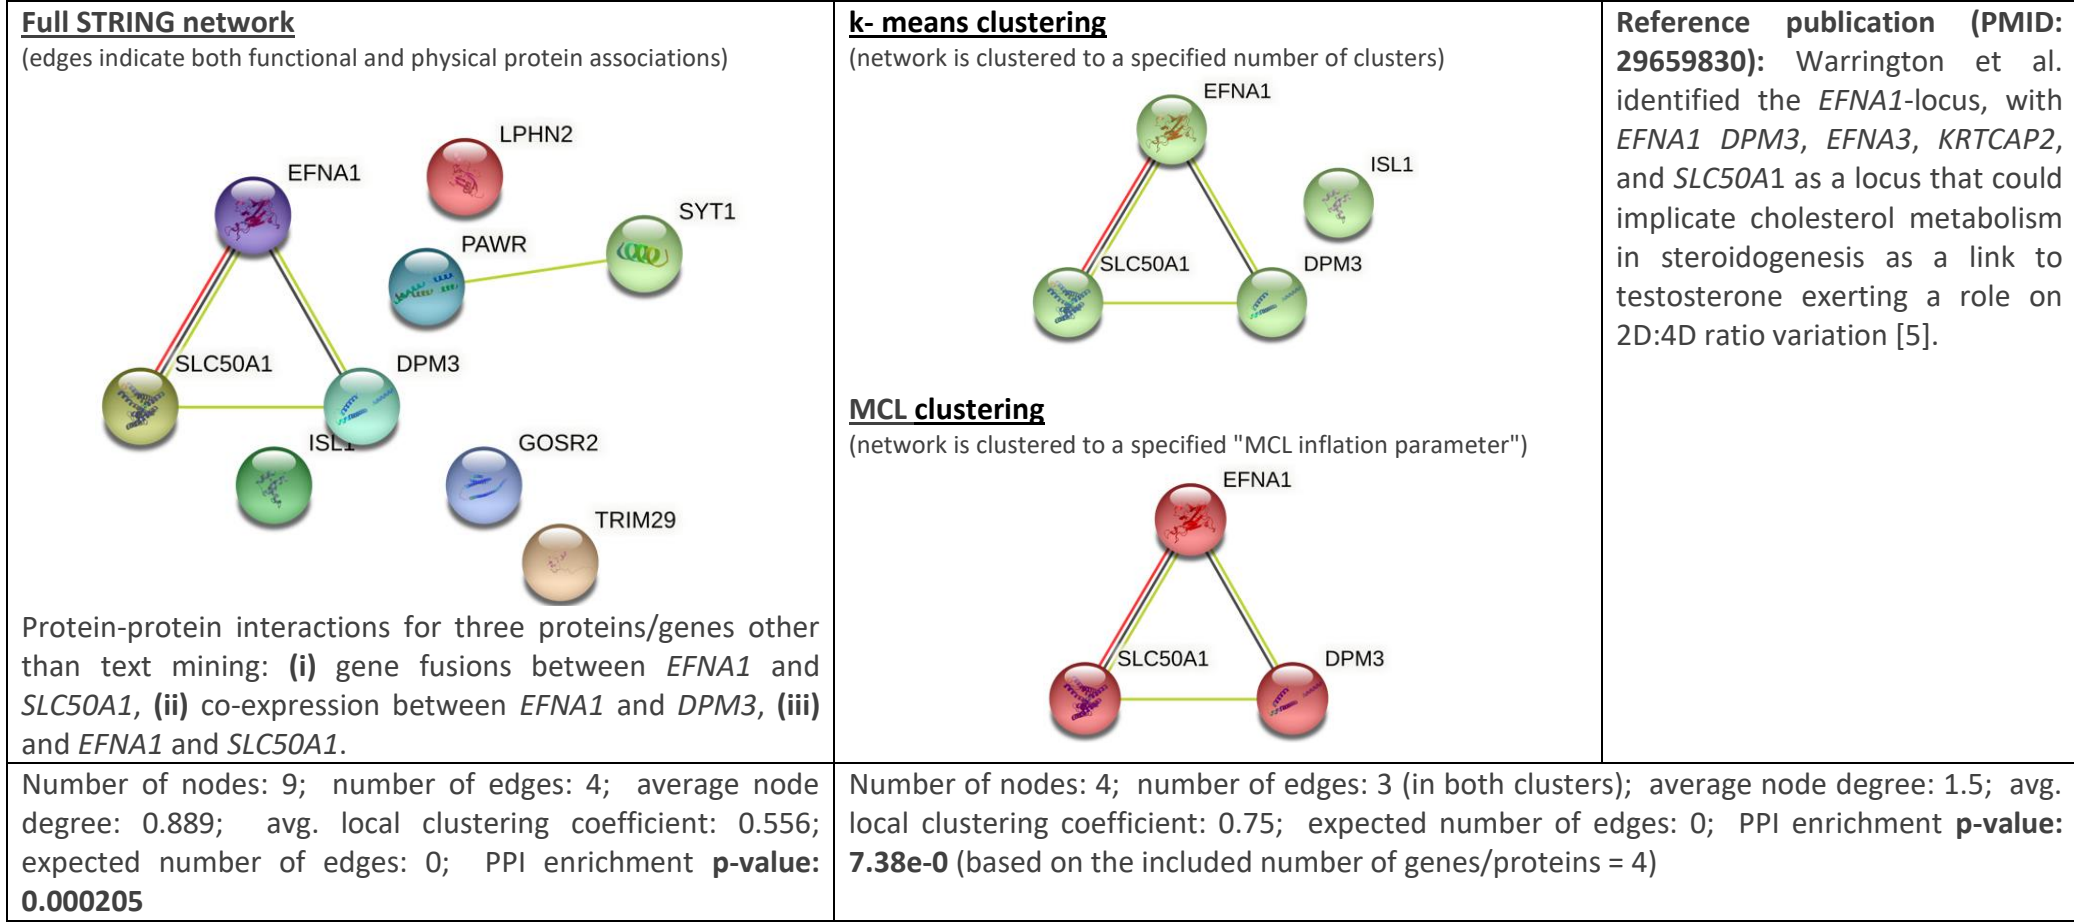 Full STRING network
(edges indicate both functional and physical protein associations)
LPHN2
EFNA1
SYT1
PAWR
SLC50A1
DPM3
ISL1
GOSR2
TRIM29
Protein-protein interactions for three proteins/genes other
than text mining: (i) gene fusions between EFNA1 and
SLC50A1, (ii) co-expression between EFNA1 and DPM3, (iii)
and EFNA1 and SLC50A1.
k- means clustering
(network is clustered to a specified number of clusters)
EFNA1
ISL1
SLC50A1
DPM3
MCL clustering
(network is clustered to a specified "MCL inflation parameter")
EFNA1
SLC50A1
DPM3
Reference publication (PMID:
29659830): Warrington et al.
identified the EFNA1-locus, with
EFNA1 DPM3, EFNA3, KRTCAP2,
and SLC50A1 as a locus that could
implicate cholesterol metabolism
in steroidogenesis as a link to
testosterone exerting a role on
2D:4D ratio variation [5].
Number of nodes: 9; number of edges: 4; average node
degree: 0.889; avg. local clustering coefficient: 0.556;
expected number of edges: 0; PPI enrichment p-value:
0.000205
Number of nodes: 4; number of edges: 3 (in both clusters); average node degree: 1.5; avg.
local clustering coefficient: 0.75; expected number of edges: 0; PPI enrichment p-value:
7.38e-0 (based on the included number of genes/proteins = 4)